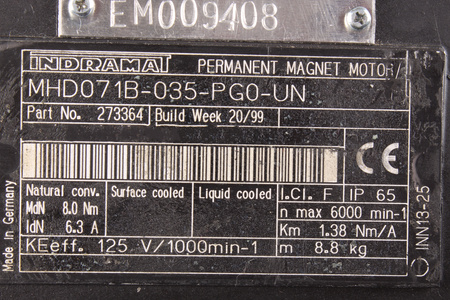 EM009408
INDRAMAT PERMANENT MAGNET MOTOR/
MHD071B-035-PG0-UN
Part No. 273364 Build Week 20/99
CE
Natural conv. Surface cooled Liquid cooled I.Cl. F IP 65
MdN 8.0 Nm n max 6000 min-1
IdN 6.3 A Km 1.38 Nm/A
KEeff. 125 V/1000min-1 m 8.8 kg
Made in Germany
INN13-25